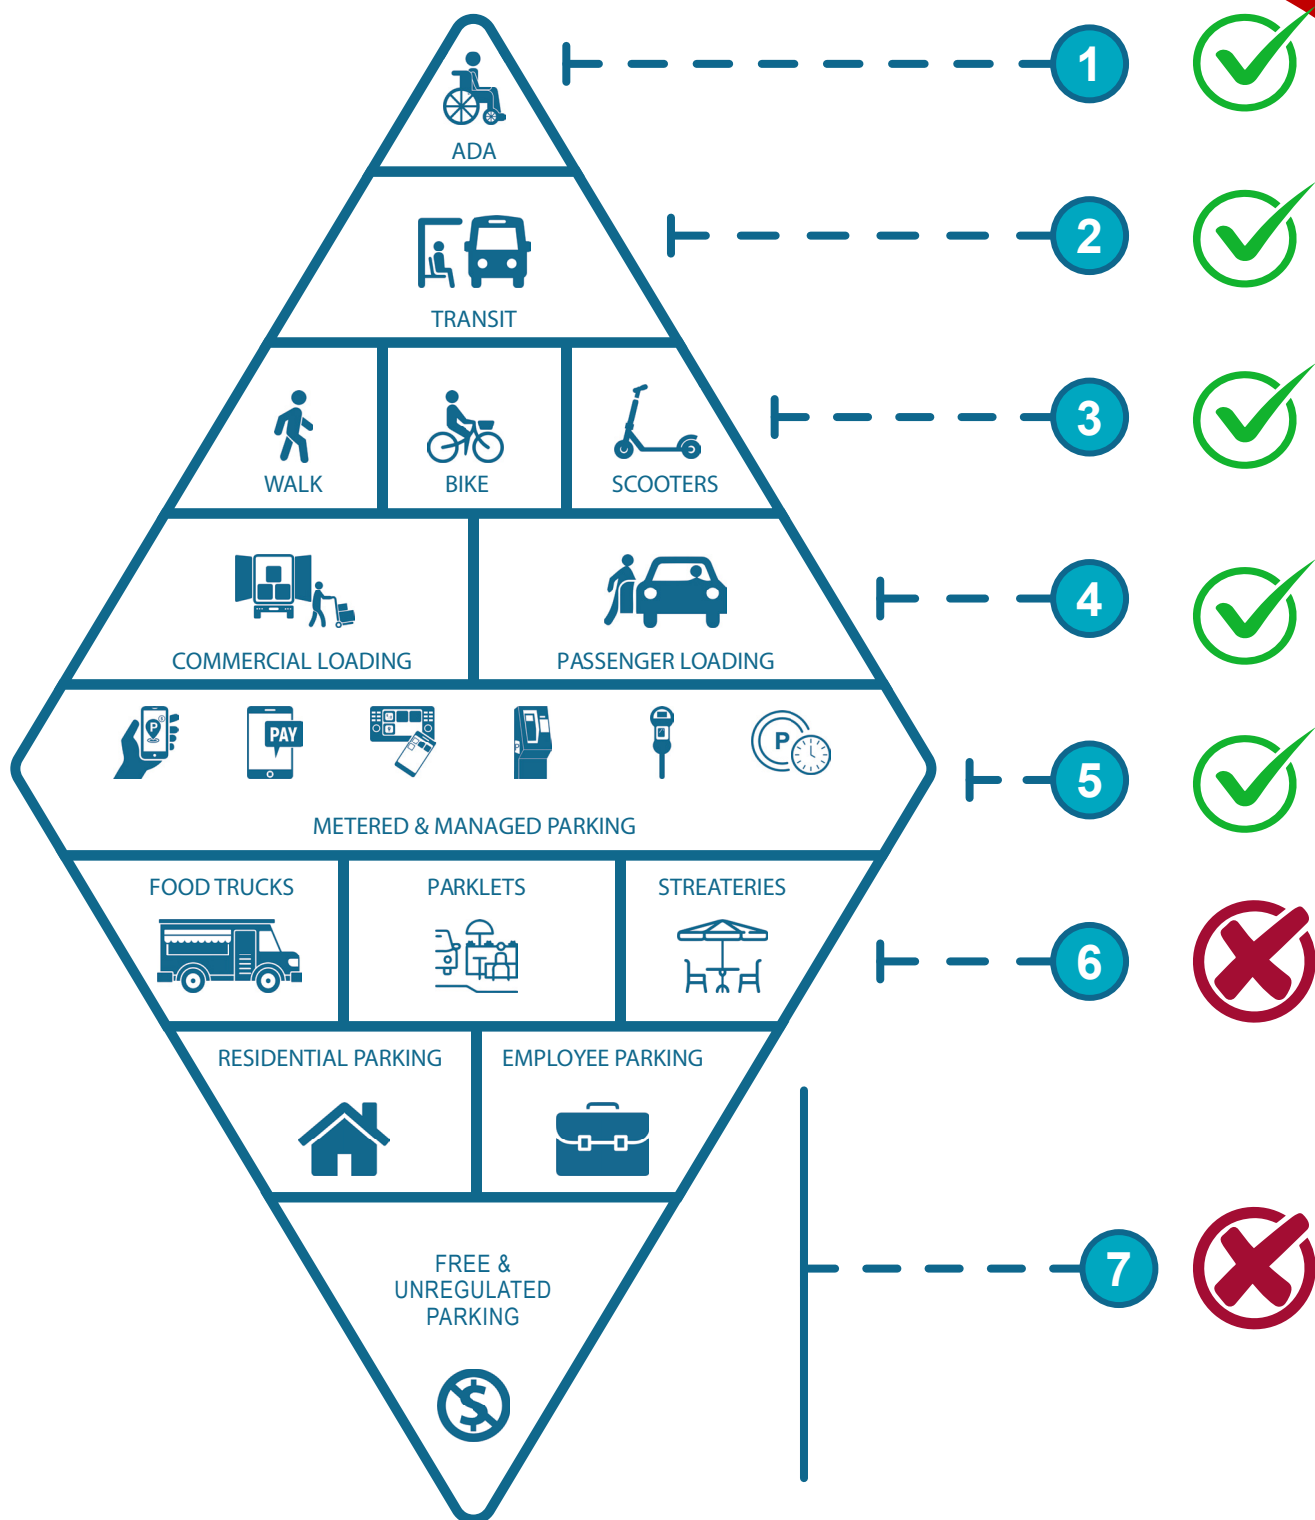 1
ADA
2
TRANSIT
3
WALK
BIKE
SCOOTERS
4
COMMERCIAL LOADING
PASSENGER LOADING
P
PAY
P
5
METERED & MANAGED PARKING
FOOD TRUCKS
PARKLETS
STREATERIES
6
RESIDENTIAL PARKING
EMPLOYEE PARKING
7
FREE &
UNREGULATED
PARKING
$